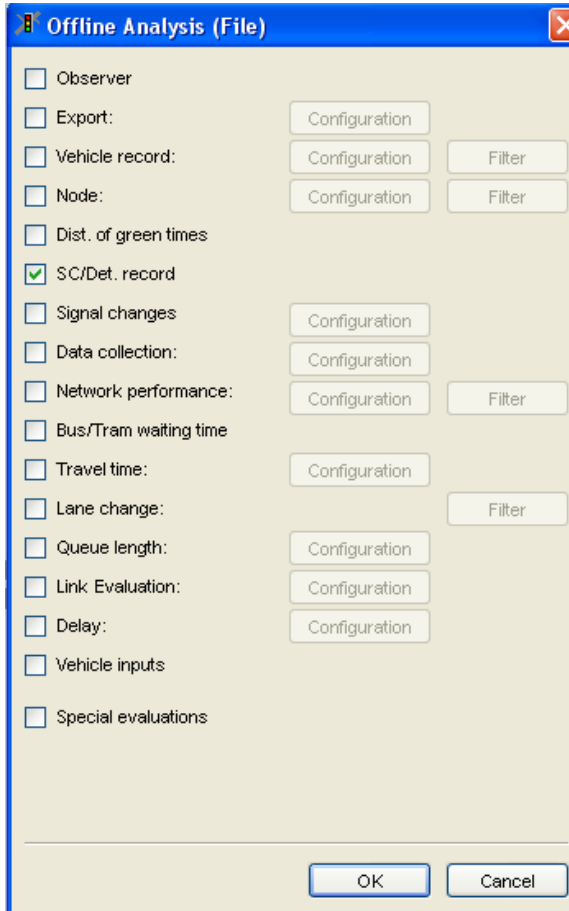 Offline Analysis (File)
Observer
Export: Configuration
Vehicle record: Configuration Filter
Node: Configuration Filter
Dist. of green times
SC/Det. record
Signal changes Configuration
Data collection: Configuration
Network performance: Configuration Filter
Bus/Tram waiting time
Travel time: Configuration
Lane change: Filter
Queue length: Configuration
Link Evaluation: Configuration
Delay: Configuration
Vehicle inputs
Special evaluations
OK Cancel